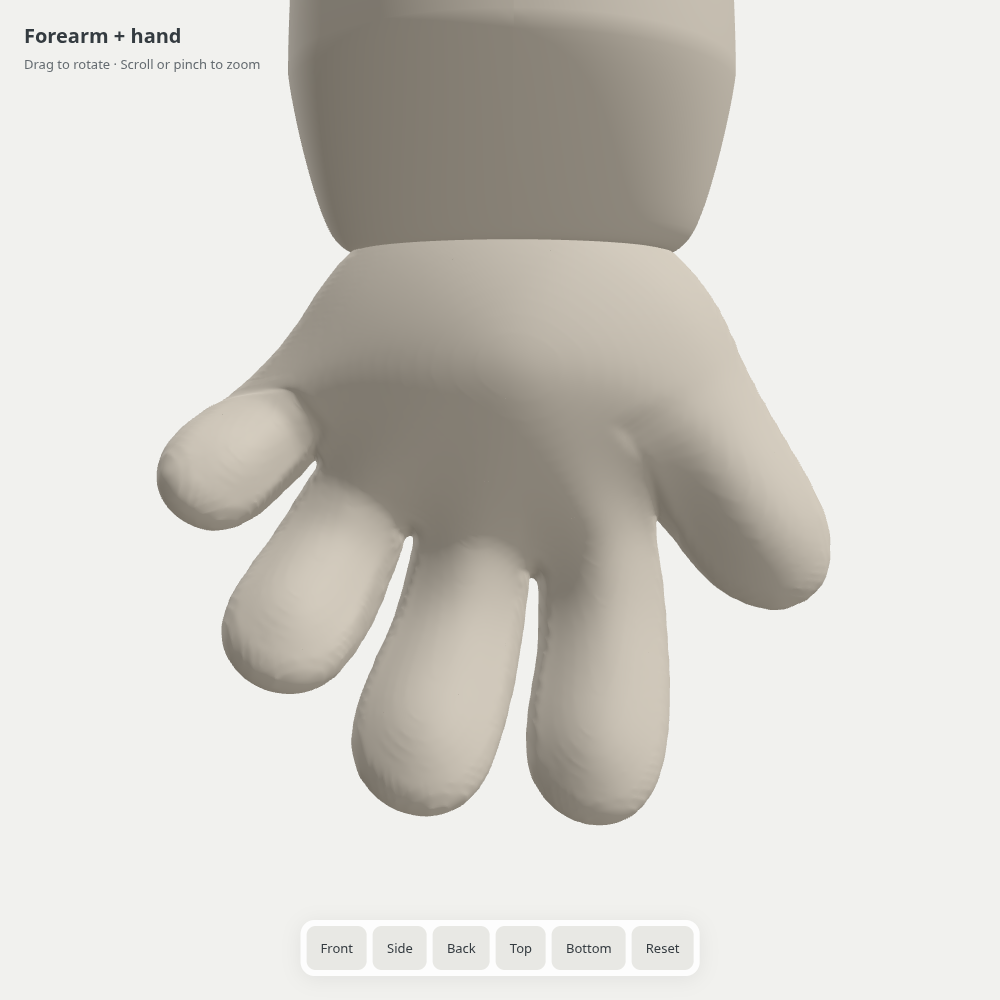 Forearm + hand
Drag to rotate · Scroll or pinch to zoom
Front Side Back Top Bottom Reset